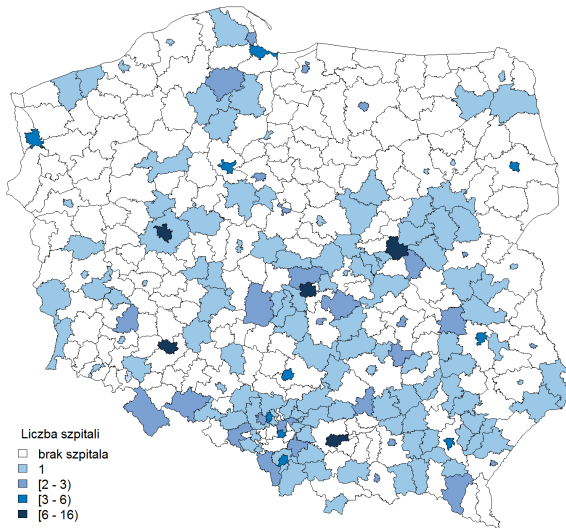 Liczba szpitali
brak szpitala
1
[2 - 3)
[3 - 6)
[6 - 16)